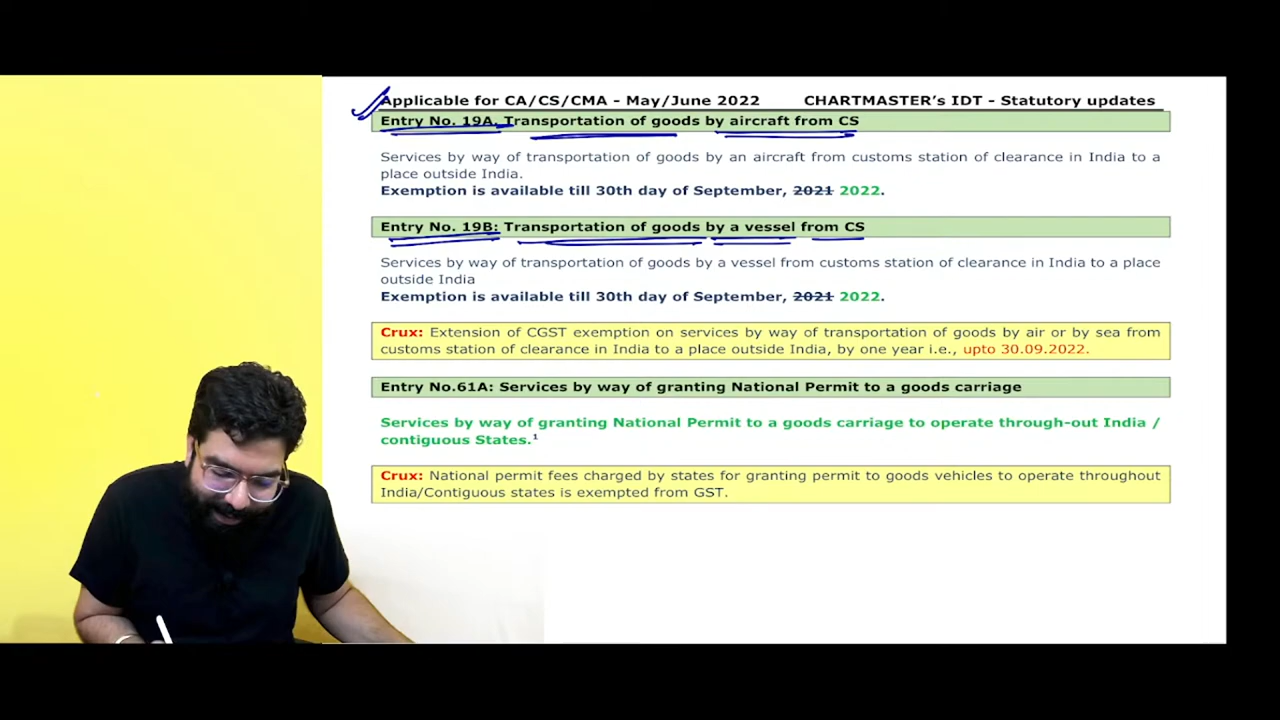 Applicable for CA/CS/CMA - May/June 2022 CHARTMASTER's IDT - Statutory updates
Entry No. 19A. Transportation of goods by aircraft from CS
Services by way of transportation of goods by an aircraft from customs station of clearance in India to a
place outside India.
Exemption is available till 30th day of September, 2021 2022.
Entry No. 19B: Transportation of goods by a vessel from CS
Services by way of transportation of goods by a vessel from customs station of clearance in India to a place
outside India
Exemption is available till 30th day of September, 2021 2022.
Crux: Extension of CGST exemption on services by way of transportation of goods by air or by sea from
customs station of clearance in India to a place outside India, by one year i.e., upto 30.09.2022.
Entry No.61A: Services by way of granting National Permit to a goods carriage
Services by way of granting National Permit to a goods carriage to operate through-out India /
contiguous States.1
Crux: National permit fees charged by states for granting permit to goods vehicles to operate throughout
India/Contiguous states is exempted from GST.